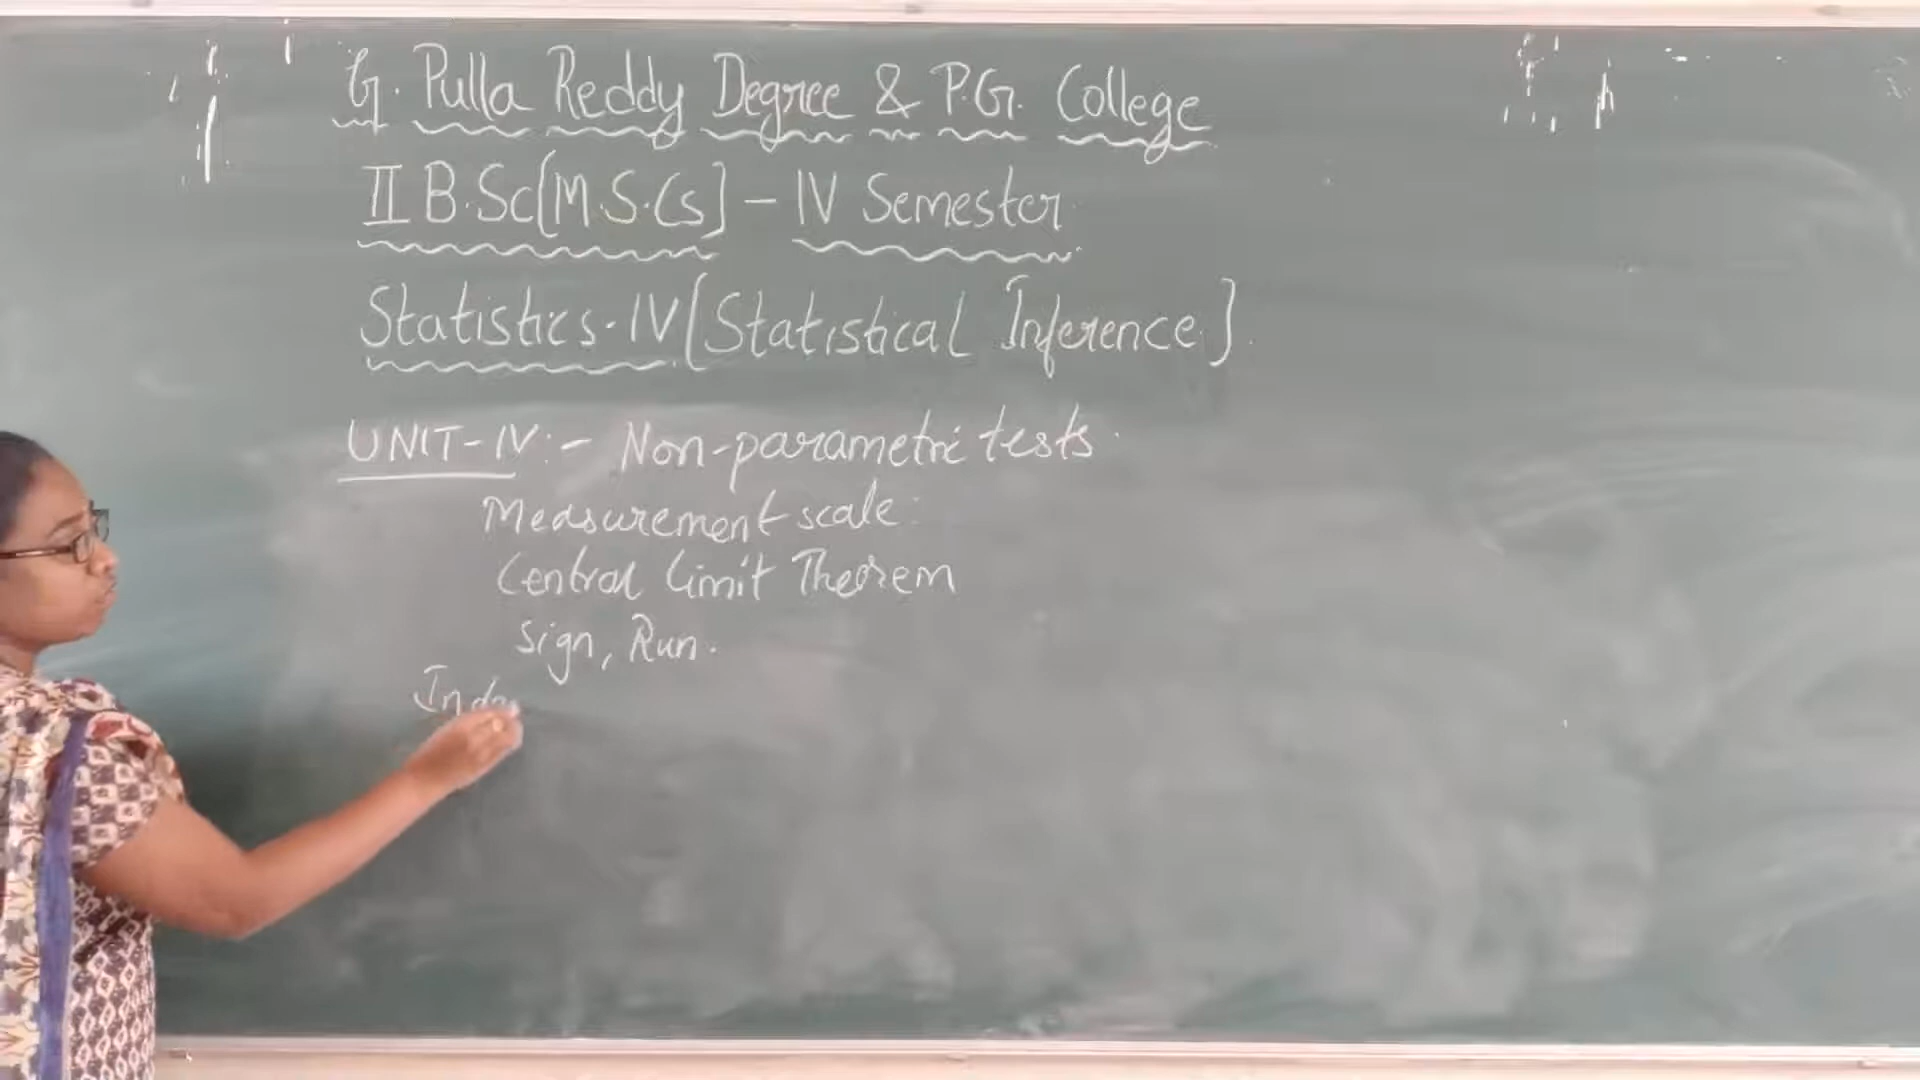 G. Pulla Reddy Degree & P.G. College
II B.Sc[M.S.Cs] - IV Semester
Statistics-IV [Statistical Inference].
UNIT-IV:- Non-parametric tests.
Measurement scale:
Central Limit Theorem
Sign, Run.